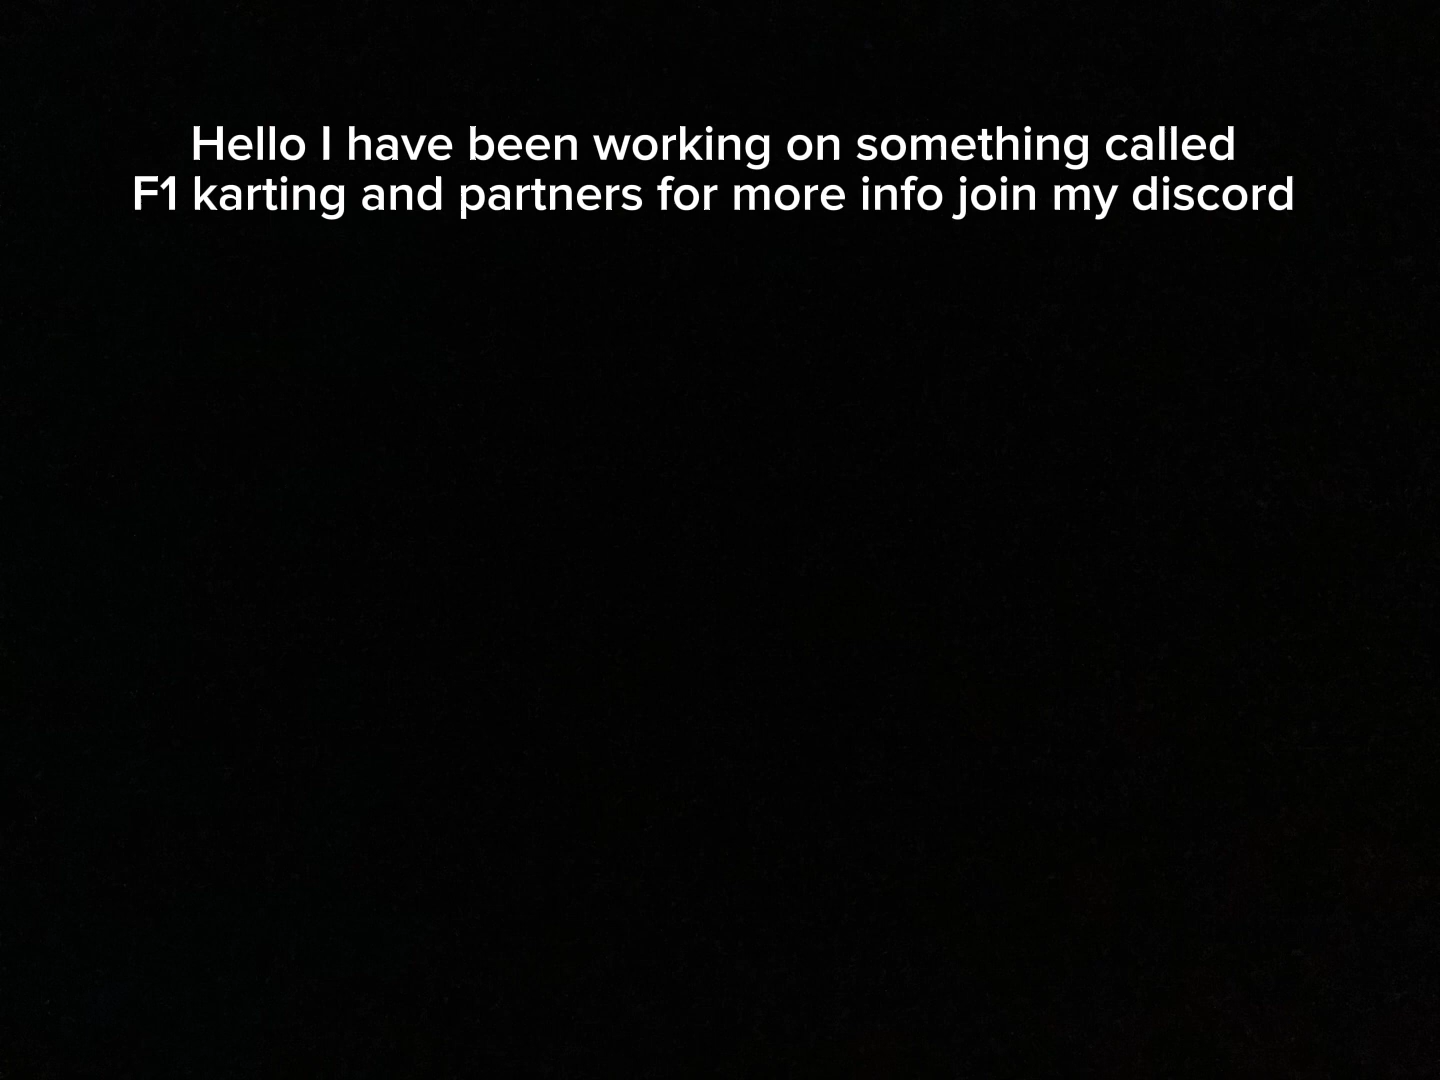 Hello I have been working on something called
F1 karting and partners for more info join my discord